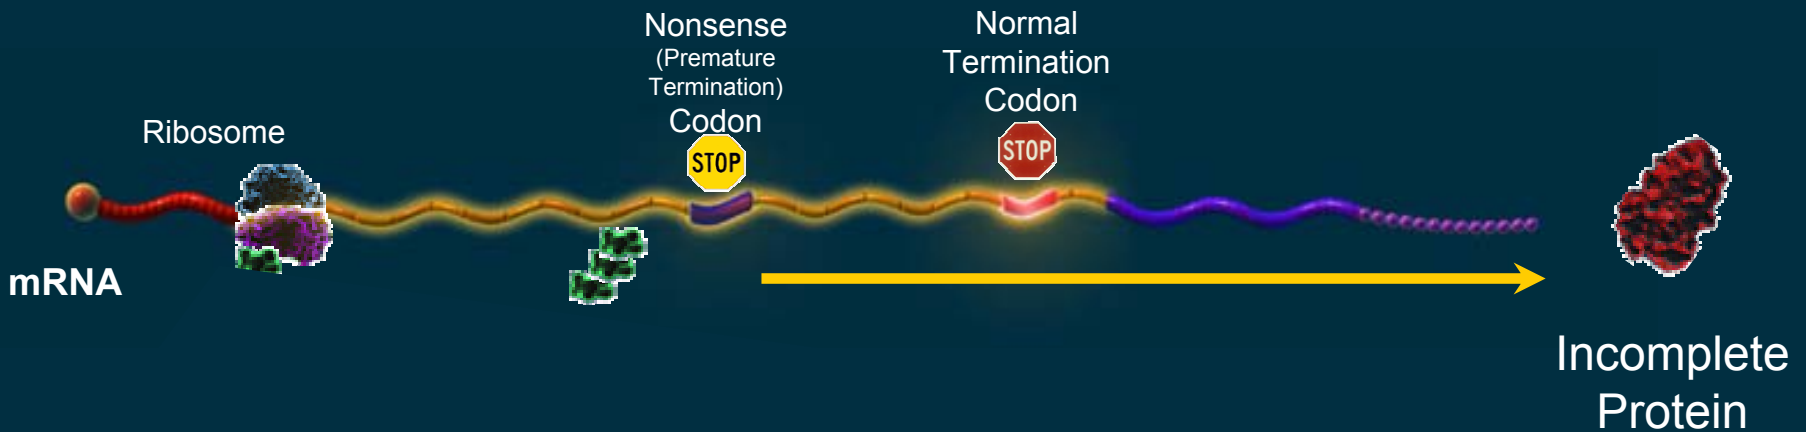 Nonsense
(Premature
Termination)
Codon
STOP
Normal
Termination
Codon
STOP
Ribosome
mRNA
Incomplete
Protein